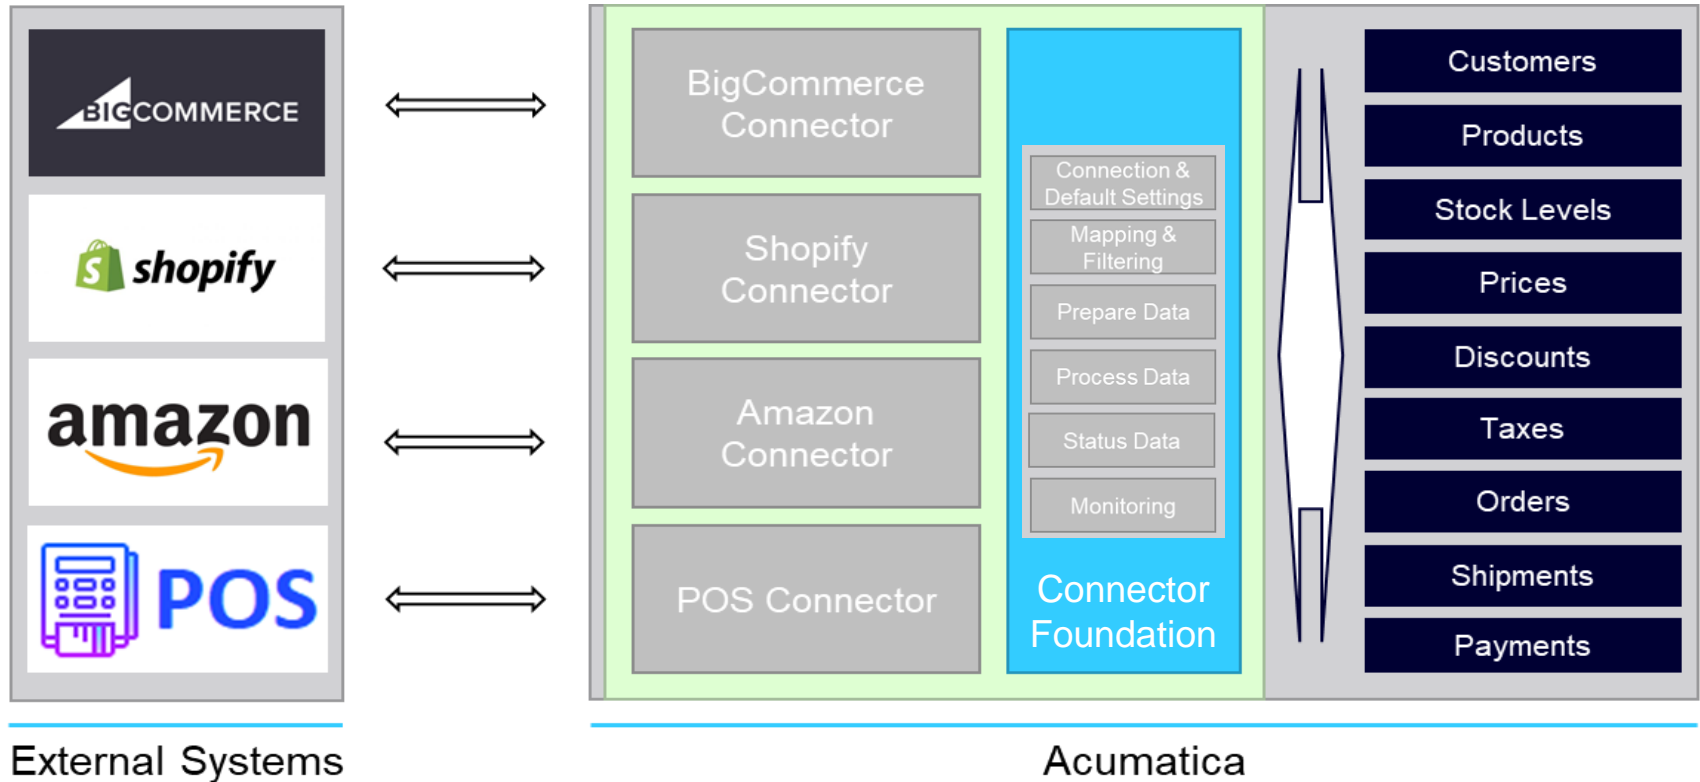 BIGCOMMERCE
shopify
amazon
POS
External Systems
BigCommerce
Connector
Shopify
Connector
Amazon
Connector
POS Connector
Connection &
Default Settings
Mapping &
Filtering
Prepare Data
Process Data
Status Data
Monitoring
Connector
Foundation
Customers
Products
Stock Levels
Prices
Discounts
Taxes
Orders
Shipments
Payments
Acumatica